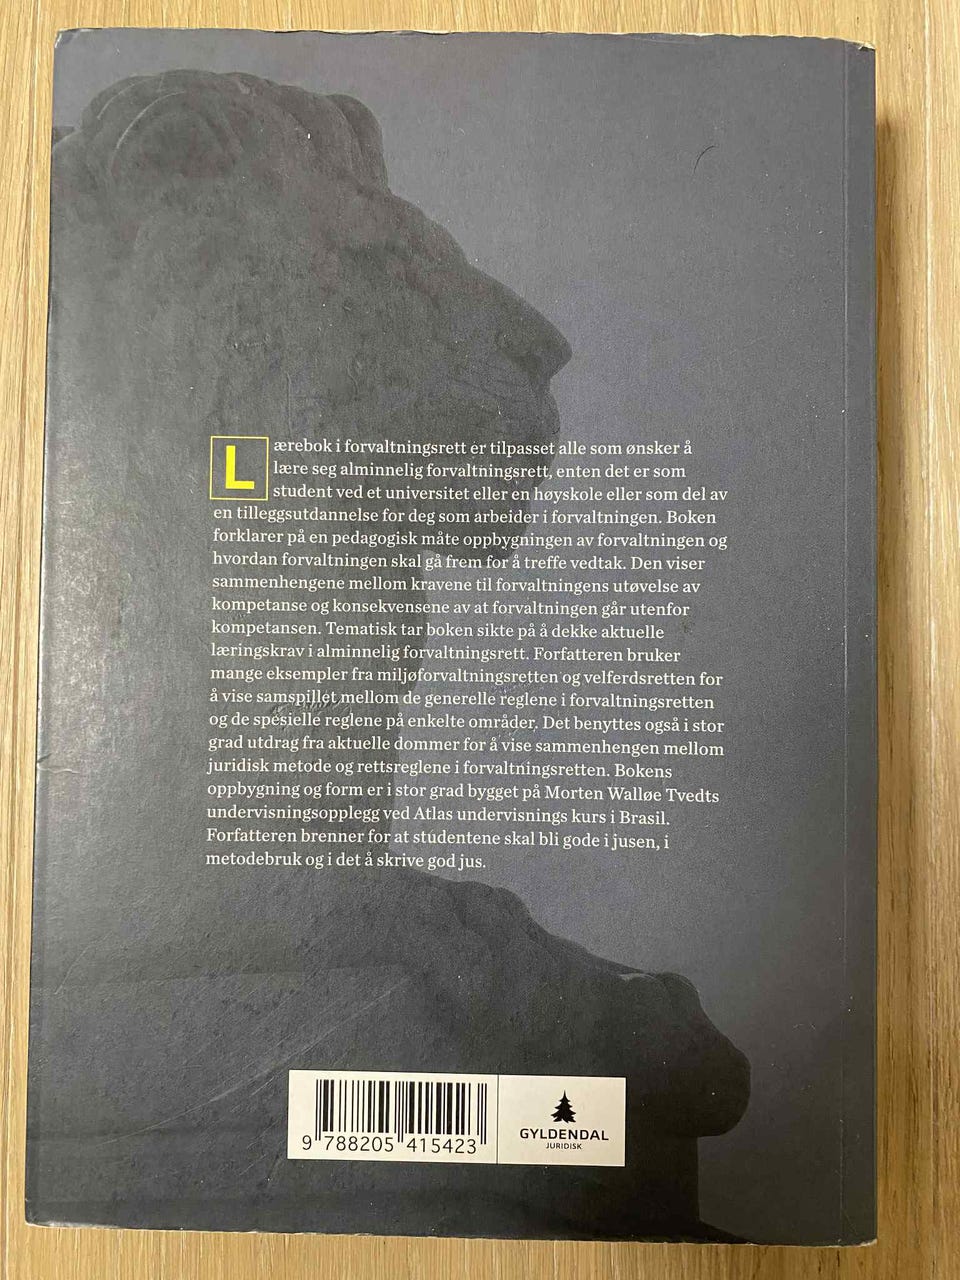 Lærebok i forvaltningsrett er tilpasset alle som ønsker å
lære seg alminnelig forvaltningsrett, enten det er som
student ved et universitet eller en høyskole eller som del av
en tilleggsutdannelse for deg som arbeider i forvaltningen. Boken
forklarer på en pedagogisk måte oppbygningen av forvaltningen og
hvordan forvaltningen skal gå frem for å treffe vedtak. Den viser
sammenhengene mellom kravene til forvaltningens utøvelse av
kompetanse og konsekvensene av at forvaltningen går utenfor
kompetansen. Tematisk tar boken sikte på å dekke aktuelle
læringskrav i alminnelig forvaltningsrett. Forfatteren bruker
mange eksempler fra miljøforvaltningsretten og velferdsretten for
å vise samspillet mellom de generelle reglene i forvaltningsretten
og de spesielle reglene på enkelte områder. Det benyttes også i stor
grad utdrag fra aktuelle dommer for å vise sammenhengen mellom
juridisk metode og rettsreglene i forvaltningsretten. Bokens
oppbygning og form er i stor grad bygget på Morten Walløe Tvedts
undervisningsopplegg ved Atlas undervisnings kurs i Brasil.
Forfatteren brenner for at studentene skal bli gode i jusen, i
metodebruk og i det å skrive god jus.
9 788205 415423
GYLDENDAL
JURIDISK